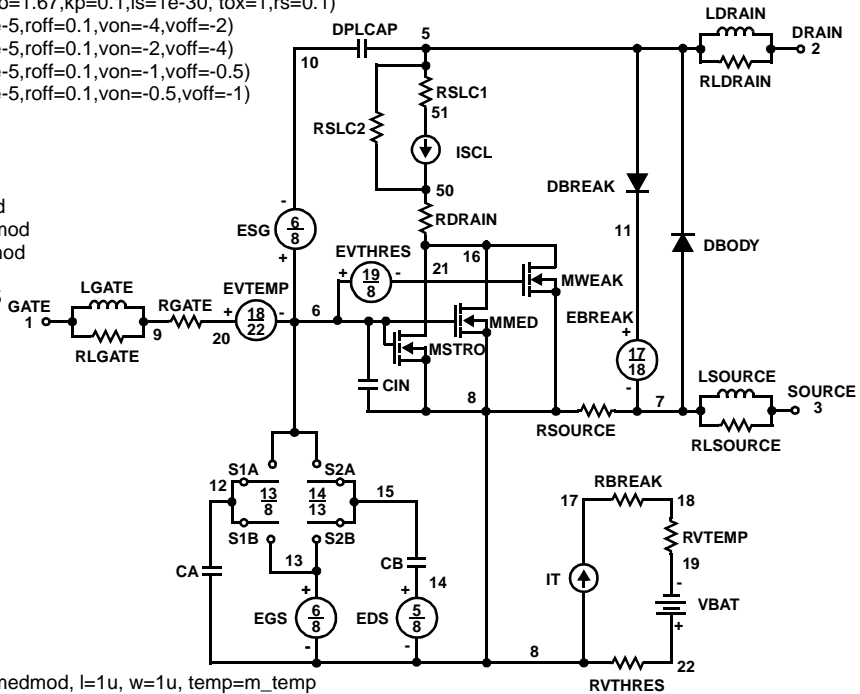 o=1.67,kp=0.1,is=1e-30, tox=1,rs=0.1)
e-5,roff=0.1,von=-4,voff=-2)
e-5,roff=0.1,von=-2,voff=-4)
e-5,roff=0.1,von=-1,voff=-0.5)
e-5,roff=0.1,von=-0.5,voff=-1)
LDRAIN
DPLCAP
5
DRAIN
2
10
RLDRAIN
RSLC1
51
RSLC2
ISCL
50
DBREAK
d
mod
mod
RDRAIN
ESG
6
8
-
+
11
DBODY
EVTHRES
+
19
8
-
21
16
MWEAK
GATE
1
LGATE
RLGATE
9
RGATE
20
EVTEMP
+
18
22
-
6
MMED
MSTRO
EBREAK
+
17
18
-
CIN
8
RSOURCE
7
LSOURCE
SOURCE
3
RLSOURCE
S1A
S2A
12
13
8
14
13
15
S1B
S2B
13
CA
CB
14
+
EGS
6
8
-
+
EDS
5
8
-
RBREAK
17
18
RVTEMP
19
IT
-
VBAT
+
8
22
RVTHRES
medmod, l=1u, w=1u, temp=m_temp